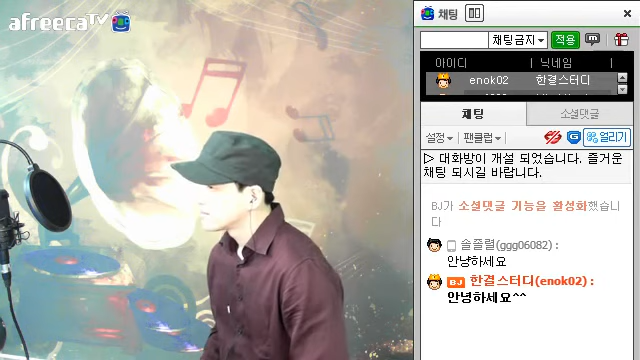 afreecaTV
채팅
채팅금지 적용
아이디 닉네임
enok02 한결스터디
채팅 소셜댓글
설정 팬클럽 열리기
▷ 대화방이 개설 되었습니다. 즐거운
채팅 되시길 바랍니다.
BJ가 소셜댓글 기능을 활성화했습니
다
솔줄렬(ggg06082) :
안냥하세요
BJ 한결스터디(enok02) :
안녕하세요^^